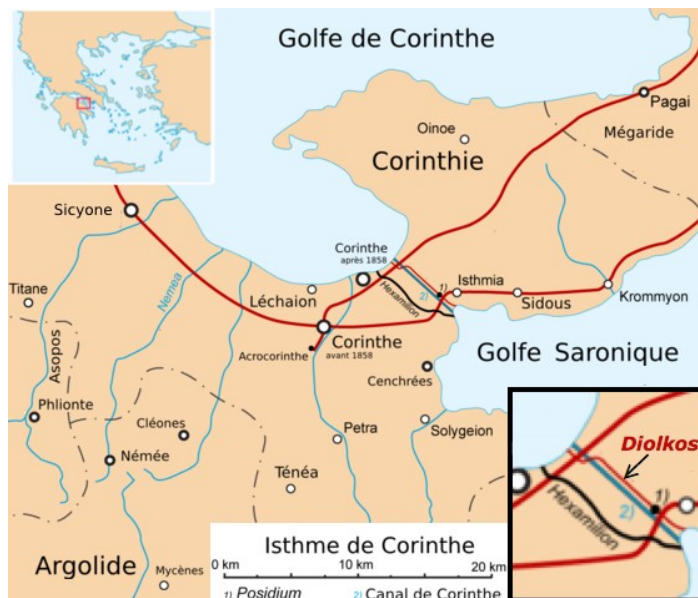 Golfe de Corinthe
Pagai
Mégaride
Oinoe
Corinthie
Sicyone
Corinthe
après 1858
Nemea
Titane
Léchaion
Hexamilion
2)
1)
Isthmia
Sidous
Krommyon
Corinthe
avant 1858
Acrocorinthe
Golfe Saronique
Asopos
Cenchrées
Phlionte
Cléones
Petra
Solygeion
Némée
Ténéa
Diolkos
Hexamilion
2)
1)
Argolide
Mycènes
Isthme de Corinthe
0 km 10 km 20 km
1) Posidium 2) Canal de Corinthe